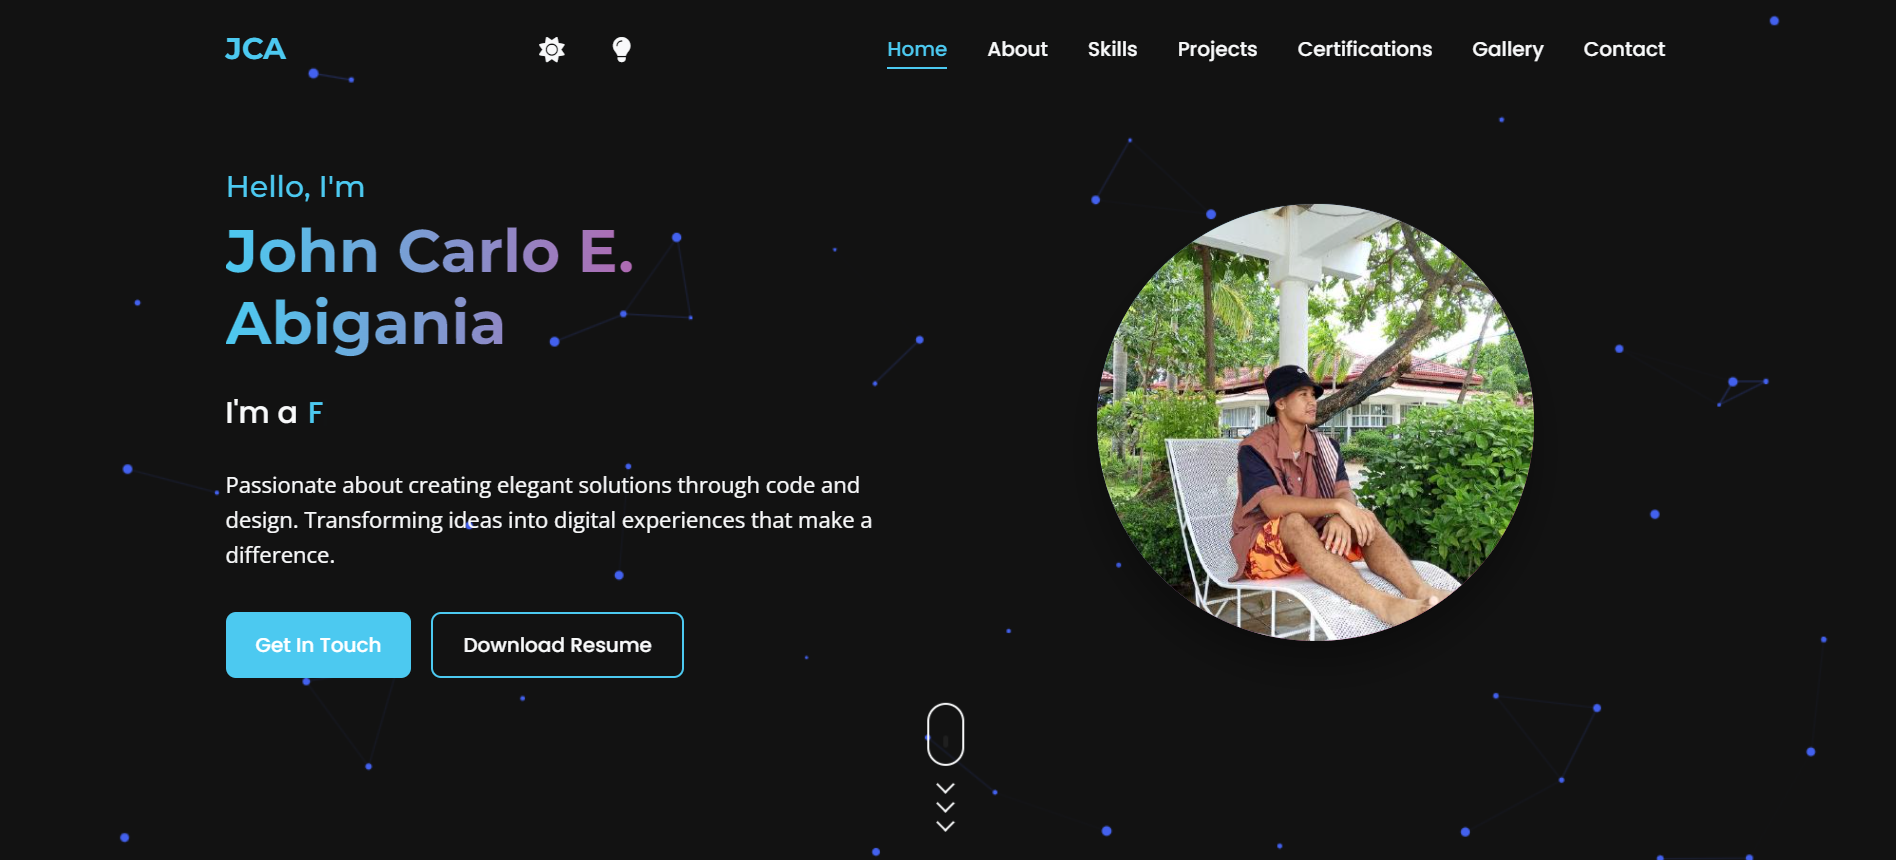 JCA
Home About Skills Projects Certifications Gallery Contact
Hello, I'm
John Carlo E.
Abigania
I'm a F
Passionate about creating elegant solutions through code and
design. Transforming ideas into digital experiences that make a
difference.
Get In Touch
Download Resume